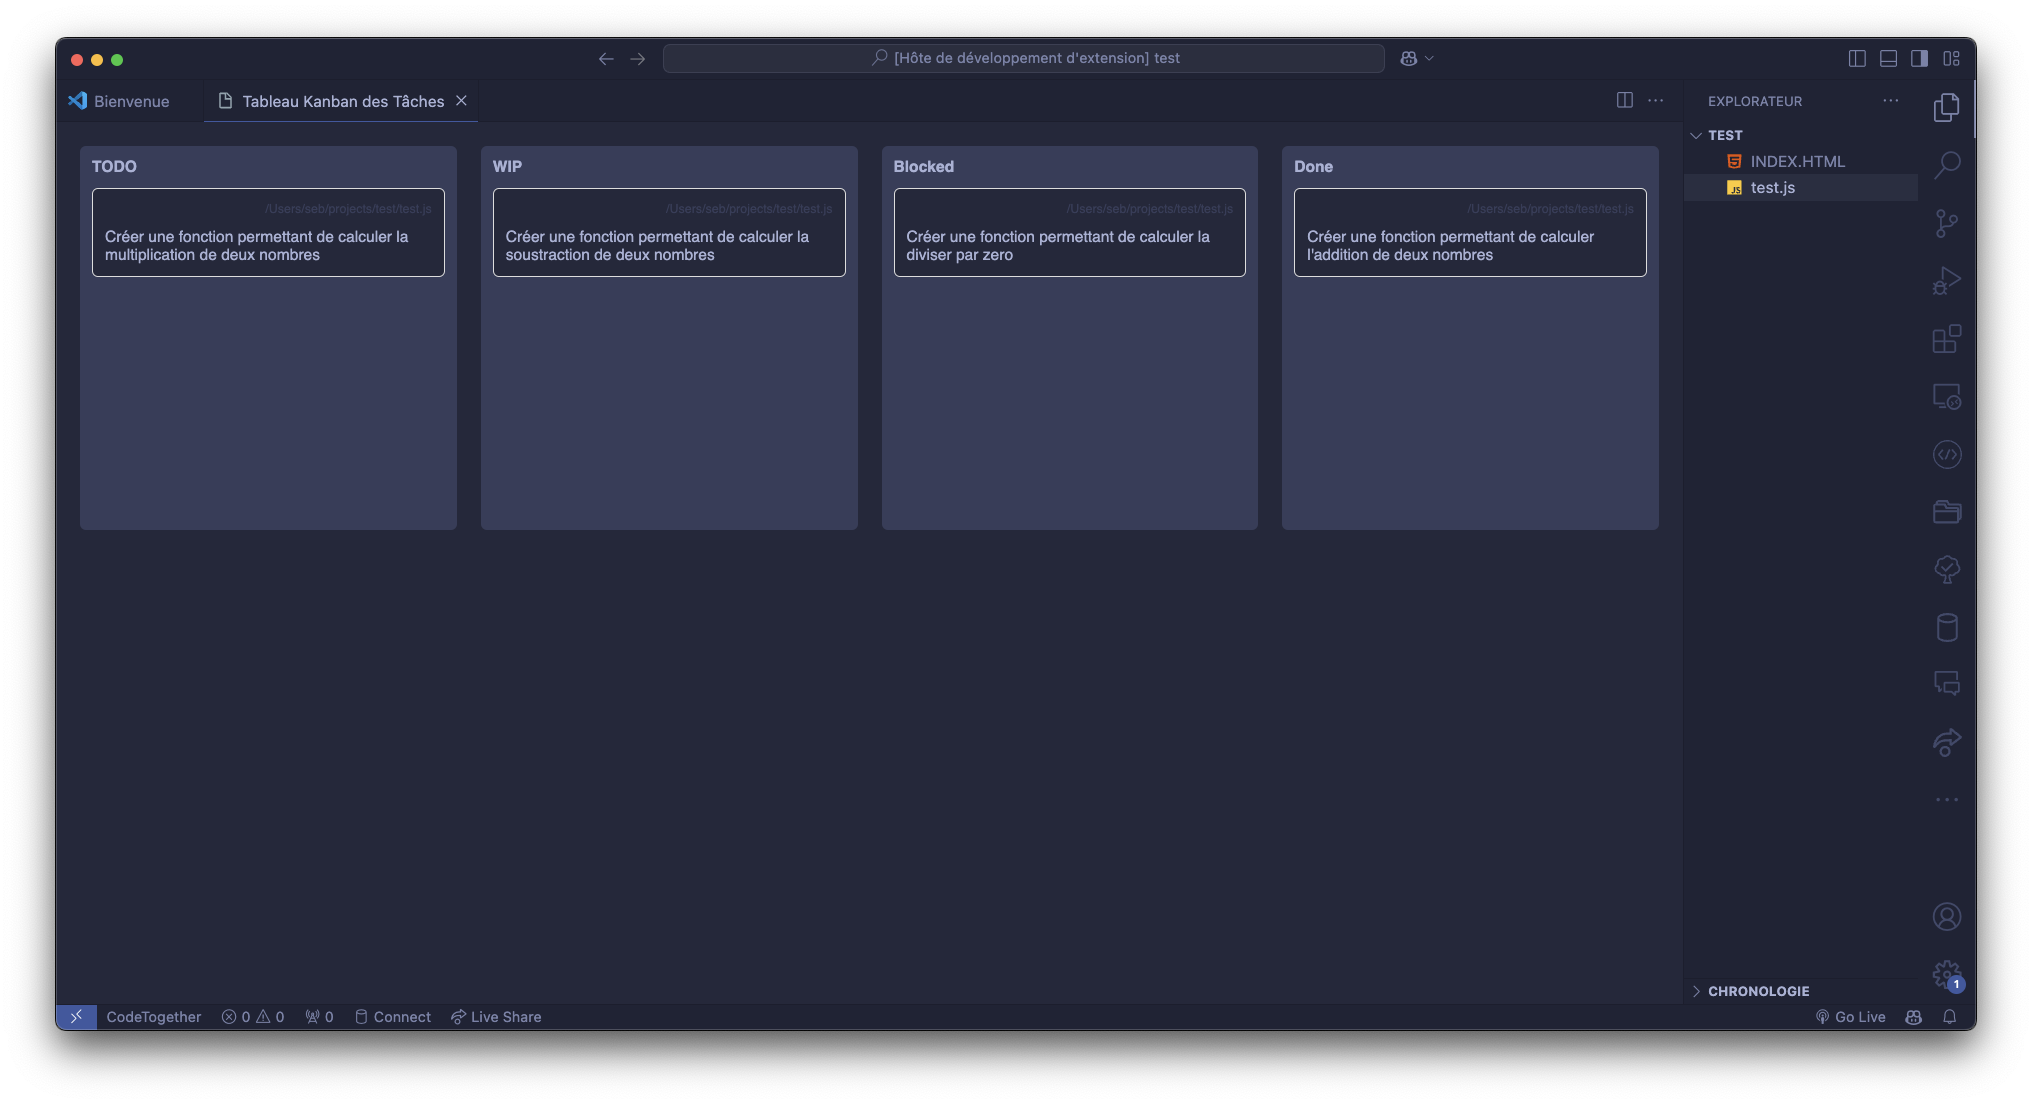 [Hôte de développement d'extension] test
Bienvenue
Tableau Kanban des Tâches
EXPLORATEUR
TEST
INDEX.HTML
test.js
TODO
/Users/seb/projects/test/test.js
Créer une fonction permettant de calculer la
multiplication de deux nombres
WIP
/Users/seb/projects/test/test.js
Créer une fonction permettant de calculer la
soustraction de deux nombres
Blocked
/Users/seb/projects/test/test.js
Créer une fonction permettant de calculer la
diviser par zero
Done
/Users/seb/projects/test/test.js
Créer une fonction permettant de calculer
l'addition de deux nombres
CHRONOLOGIE
1
CodeTogether 0 0 0 Connect Live Share
Go Live